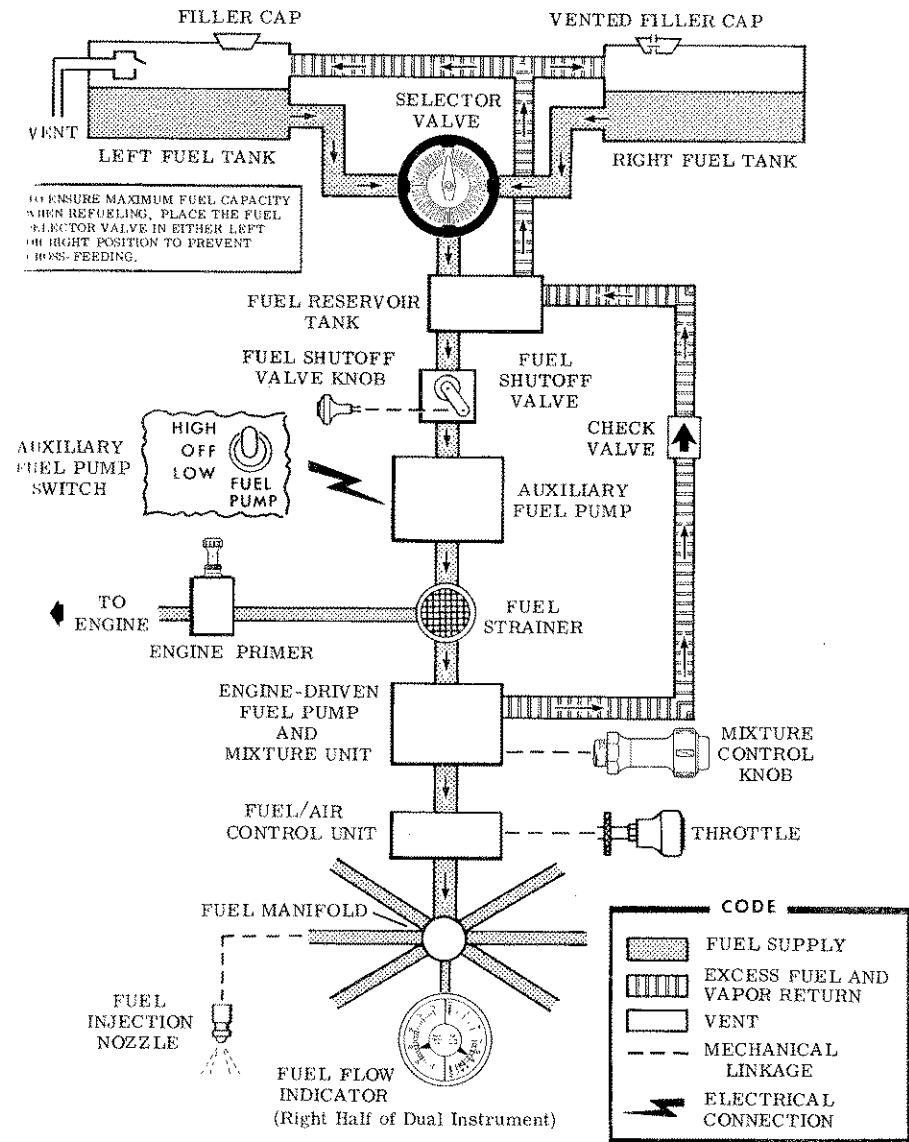 FILLER CAP
VENTED FILLER CAP
SELECTOR
VALVE
VENT
LEFT FUEL TANK
RIGHT FUEL TANK
TO ENSURE MAXIMUM FUEL CAPACITY
WHEN REFUELING, PLACE THE FUEL
SELECTOR VALVE IN EITHER LEFT
OR RIGHT POSITION TO PREVENT
CROSS-FEEDING.
FUEL RESERVOIR
TANK
FUEL SHUTOFF
VALVE KNOB
FUEL
SHUTOFF
VALVE
CHECK
VALVE
HIGH
OFF
LOW
FUEL
PUMP
AUXILIARY
FUEL PUMP
SWITCH
AUXILIARY
FUEL PUMP
TO
ENGINE
ENGINE PRIMER
FUEL
STRAINER
ENGINE-DRIVEN
FUEL PUMP
AND
MIXTURE UNIT
MIXTURE
CONTROL
KNOB
FUEL/AIR
CONTROL UNIT
THROTTLE
FUEL MANIFOLD
FUEL
INJECTION
NOZZLE
FUEL FLOW
INDICATOR
(Right Half of Dual Instrument)
CODE
FUEL SUPPLY
EXCESS FUEL AND
VAPOR RETURN
VENT
MECHANICAL
LINKAGE
ELECTRICAL
CONNECTION